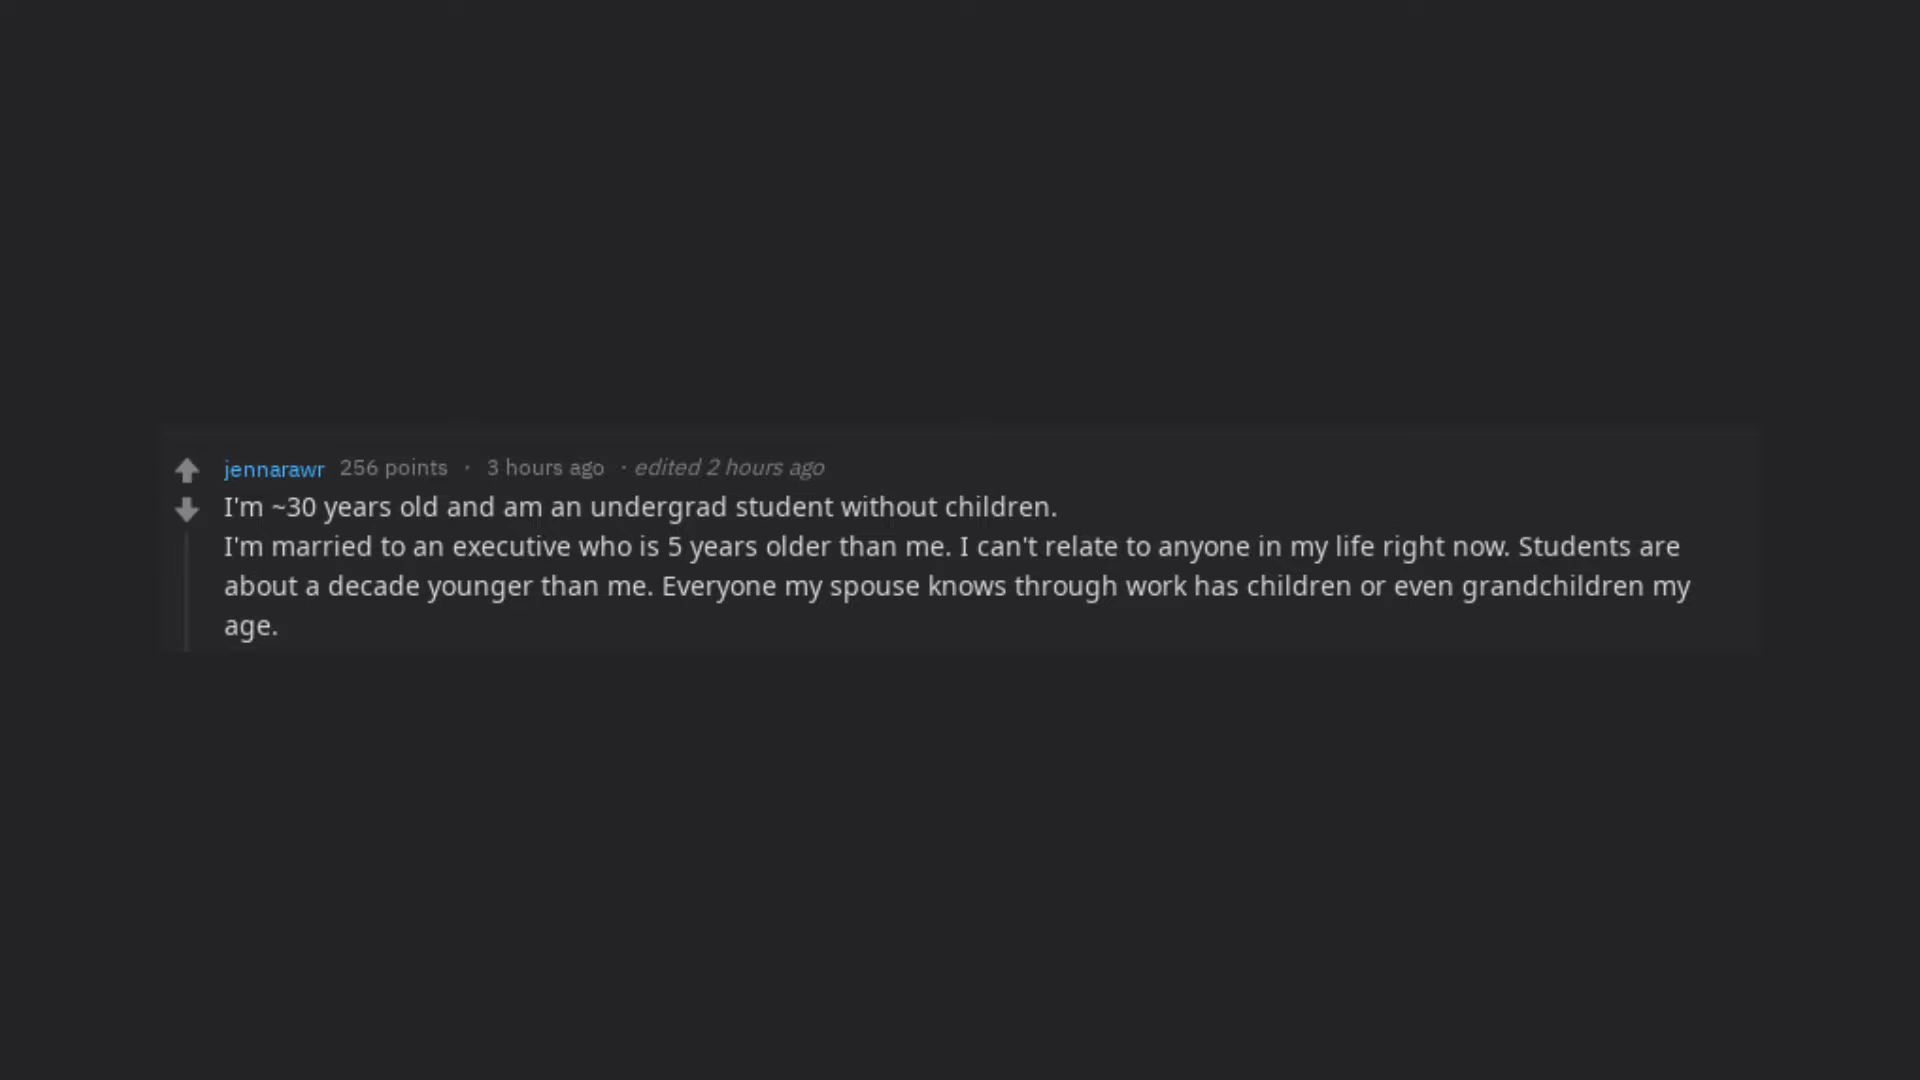 jennarawr 256 points · 3 hours ago · edited 2 hours ago
I'm ~30 years old and am an undergrad student without children.
I'm married to an executive who is 5 years older than me. I can't relate to anyone in my life right now. Students are
about a decade younger than me. Everyone my spouse knows through work has children or even grandchildren my
age.